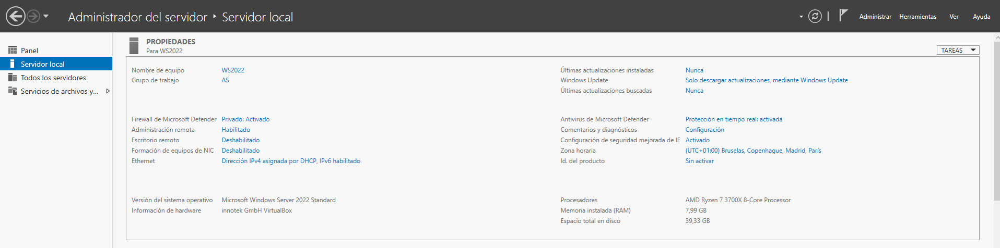 Administrador del servidor ‣ Servidor local
Administrar Herramientas Ver Ayuda
Panel
Servidor local
Todos los servidores
Servicios de archivos y...
PROPIEDADES
Para WS2022
TAREAS
Nombre de equipo WS2022
Grupo de trabajo AS
Últimas actualizaciones instaladas Nunca
Windows Update Solo descargar actualizaciones, mediante Windows Update
Últimas actualizaciones buscadas Nunca
Firewall de Microsoft Defender Privado: Activado
Administración remota Habilitado
Escritorio remoto Deshabilitado
Formación de equipos de NIC Deshabilitado
Ethernet Dirección IPv4 asignada por DHCP, IPv6 habilitado
Antivirus de Microsoft Defender Protección en tiempo real: activada
Comentarios y diagnósticos Configuración
Configuración de seguridad mejorada de IE Activado
Zona horaria (UTC+01:00) Bruselas, Copenhague, Madrid, París
Id. del producto Sin activar
Versión del sistema operativo Microsoft Windows Server 2022 Standard
Información de hardware innotek GmbH VirtualBox
Procesadores AMD Ryzen 7 3700X 8-Core Processor
Memoria instalada (RAM) 7,99 GB
Espacio total en disco 39,33 GB